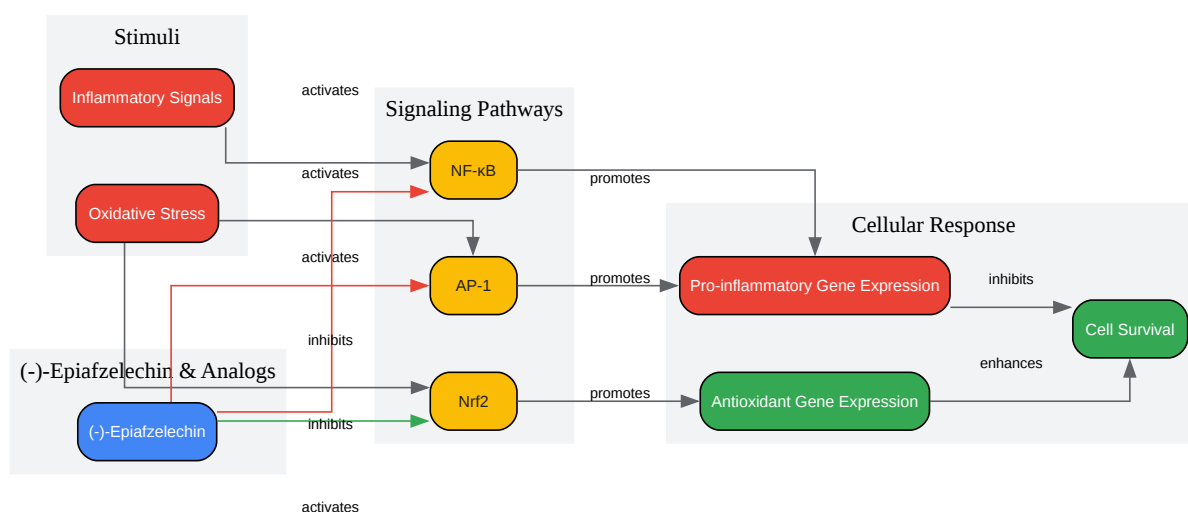 Stimuli
Inflammatory Signals
Oxidative Stress
(-)-Epiafzelechin & Analogs
(-)-Epiafzelechin
activates
activates
activates
inhibits
inhibits
activates
Signaling Pathways
NF-κB
AP-1
Nrf2
promotes
promotes
promotes
Cellular Response
Pro-inflammatory Gene Expression
Antioxidant Gene Expression
inhibits
enhances
Cell Survival